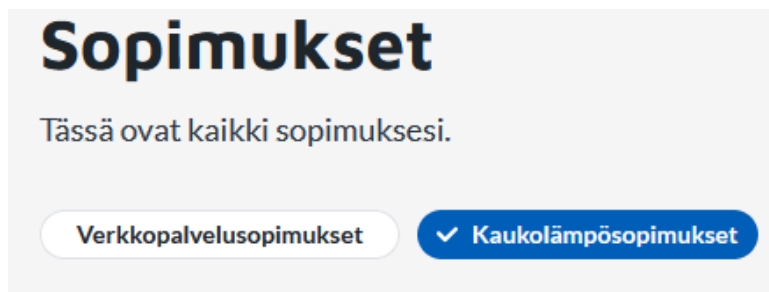 Sopimukset
Tässä ovat kaikki sopimuksesi.
Verkkopalvelusopimukset Kaukolämpösopimukset